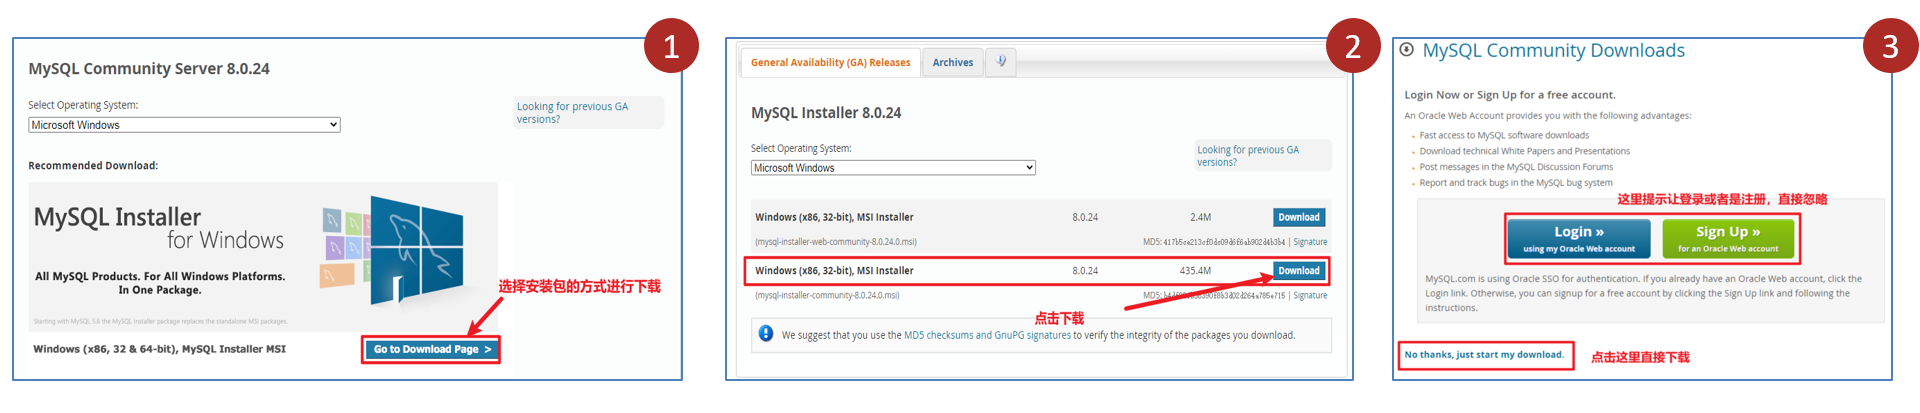 1
MySQL Community Server 8.0.24
Select Operating System:
Microsoft Windows
Looking for previous GA
versions?
Recommended Download:
MySQL Installer
for Windows
All MySQL Products. For All Windows Platforms.
In One Package.
选择安装包的方式进行下载
Starting with MySQL 5.6 the MySQL Installer package replaces the standalone MSI packages.
Windows (x86, 32 & 64-bit), MySQL Installer MSI
Go to Download Page >
2
General Availability (GA) Releases
Archives
MySQL Installer 8.0.24
Select Operating System:
Microsoft Windows
Looking for previous GA
versions?
Windows (x86, 32-bit), MSI Installer 8.0.24 2.4M Download
(mysql-installer-web-community-8.0.24.0.msi) MD5: | Signature
Windows (x86, 32-bit), MSI Installer 8.0.24 435.4M Download
(mysql-installer-community-8.0.24.0.msi) MD5: | Signature
点击下载
We suggest that you use the MD5 checksums and GnuPG signatures to verify the integrity of the packages you download.
3
MySQL Community Downloads
Login Now or Sign Up for a free account.
An Oracle Web Account provides you with the following advantages:
Fast access to MySQL software downloads
Download technical White Papers and Presentations
Post messages in the MySQL Discussion Forums
Report and track bugs in the MySQL bug system
这里提示让登录或者是注册，直接忽略
Login »
using my Oracle Web account
Sign Up »
for an Oracle Web account
MySQL.com is using Oracle SSO for authentication. If you already have an Oracle Web account, click the
Login link. Otherwise, you can signup for a free account by clicking the Sign Up link and following the
instructions.
No thanks, just start my download.
点击这里直接下载